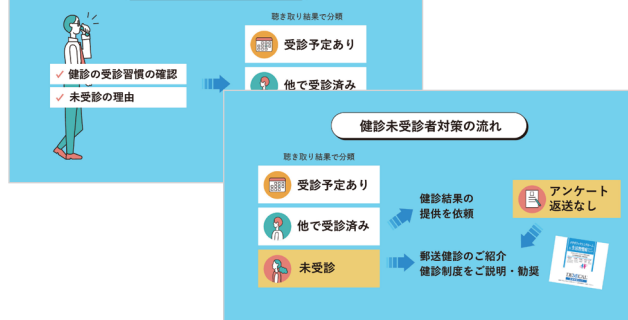 聴き取り結果で分類
受診予定あり
✓ 健診の受診習慣の確認
✓ 未受診の理由
他で受診済み
健診未受診者対策の流れ
聴き取り結果で分類
受診予定あり
他で受診済み
未受診
健診結果の
提供を依頼
アンケート
返送なし
郵送健診のご紹介
健診制度をご説明・勧奨
DEMECAL